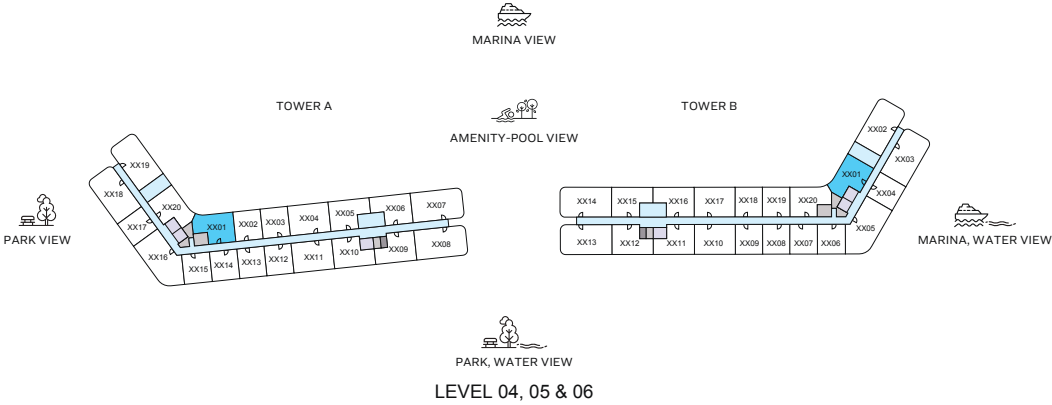 MARINA VIEW
TOWER A
TOWER B
AMENITY-POOL VIEW
PARK VIEW
MARINA, WATER VIEW
PARK, WATER VIEW
XX19
XX18
XX20
XX17
XX16
XX01
XX02
XX03
XX04
XX05
XX06
XX07
XX15
XX14
XX13
XX12
XX11
XX10
XX09
XX08
XX02
XX03
XX01
XX04
XX05
XX14
XX15
XX16
XX17
XX18
XX19
XX20
XX13
XX12
XX11
XX10
XX09
XX08
XX07
XX06
LEVEL 04, 05 & 06